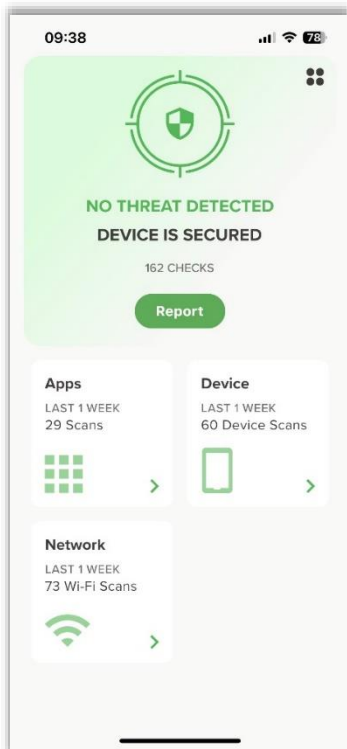 09:38
78
NO THREAT DETECTED
DEVICE IS SECURED
162 CHECKS
Report
Apps
LAST 1 WEEK
29 Scans
Device
LAST 1 WEEK
60 Device Scans
Network
LAST 1 WEEK
73 Wi-Fi Scans